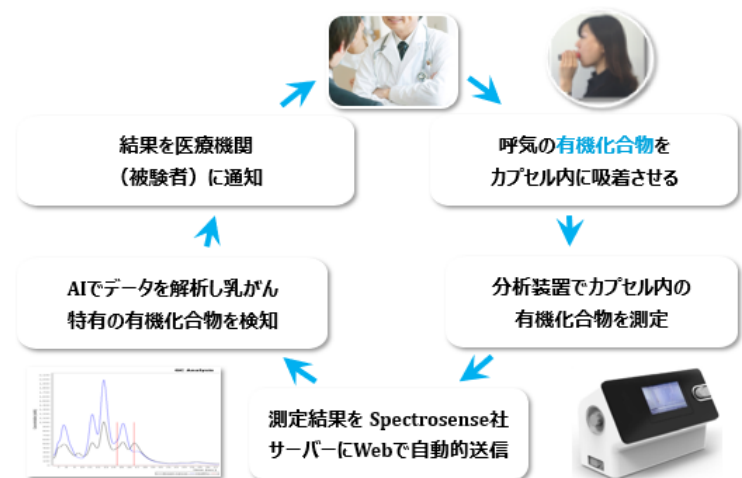 呼気の有機化合物を
カプセル内に吸着させる
分析装置でカプセル内の
有機化合物を測定
測定結果を Spectrosense社
サーバーにWebで自動的送信
AIでデータを解析し乳がん
特有の有機化合物を検知
結果を医療機関
(被験者)に通知